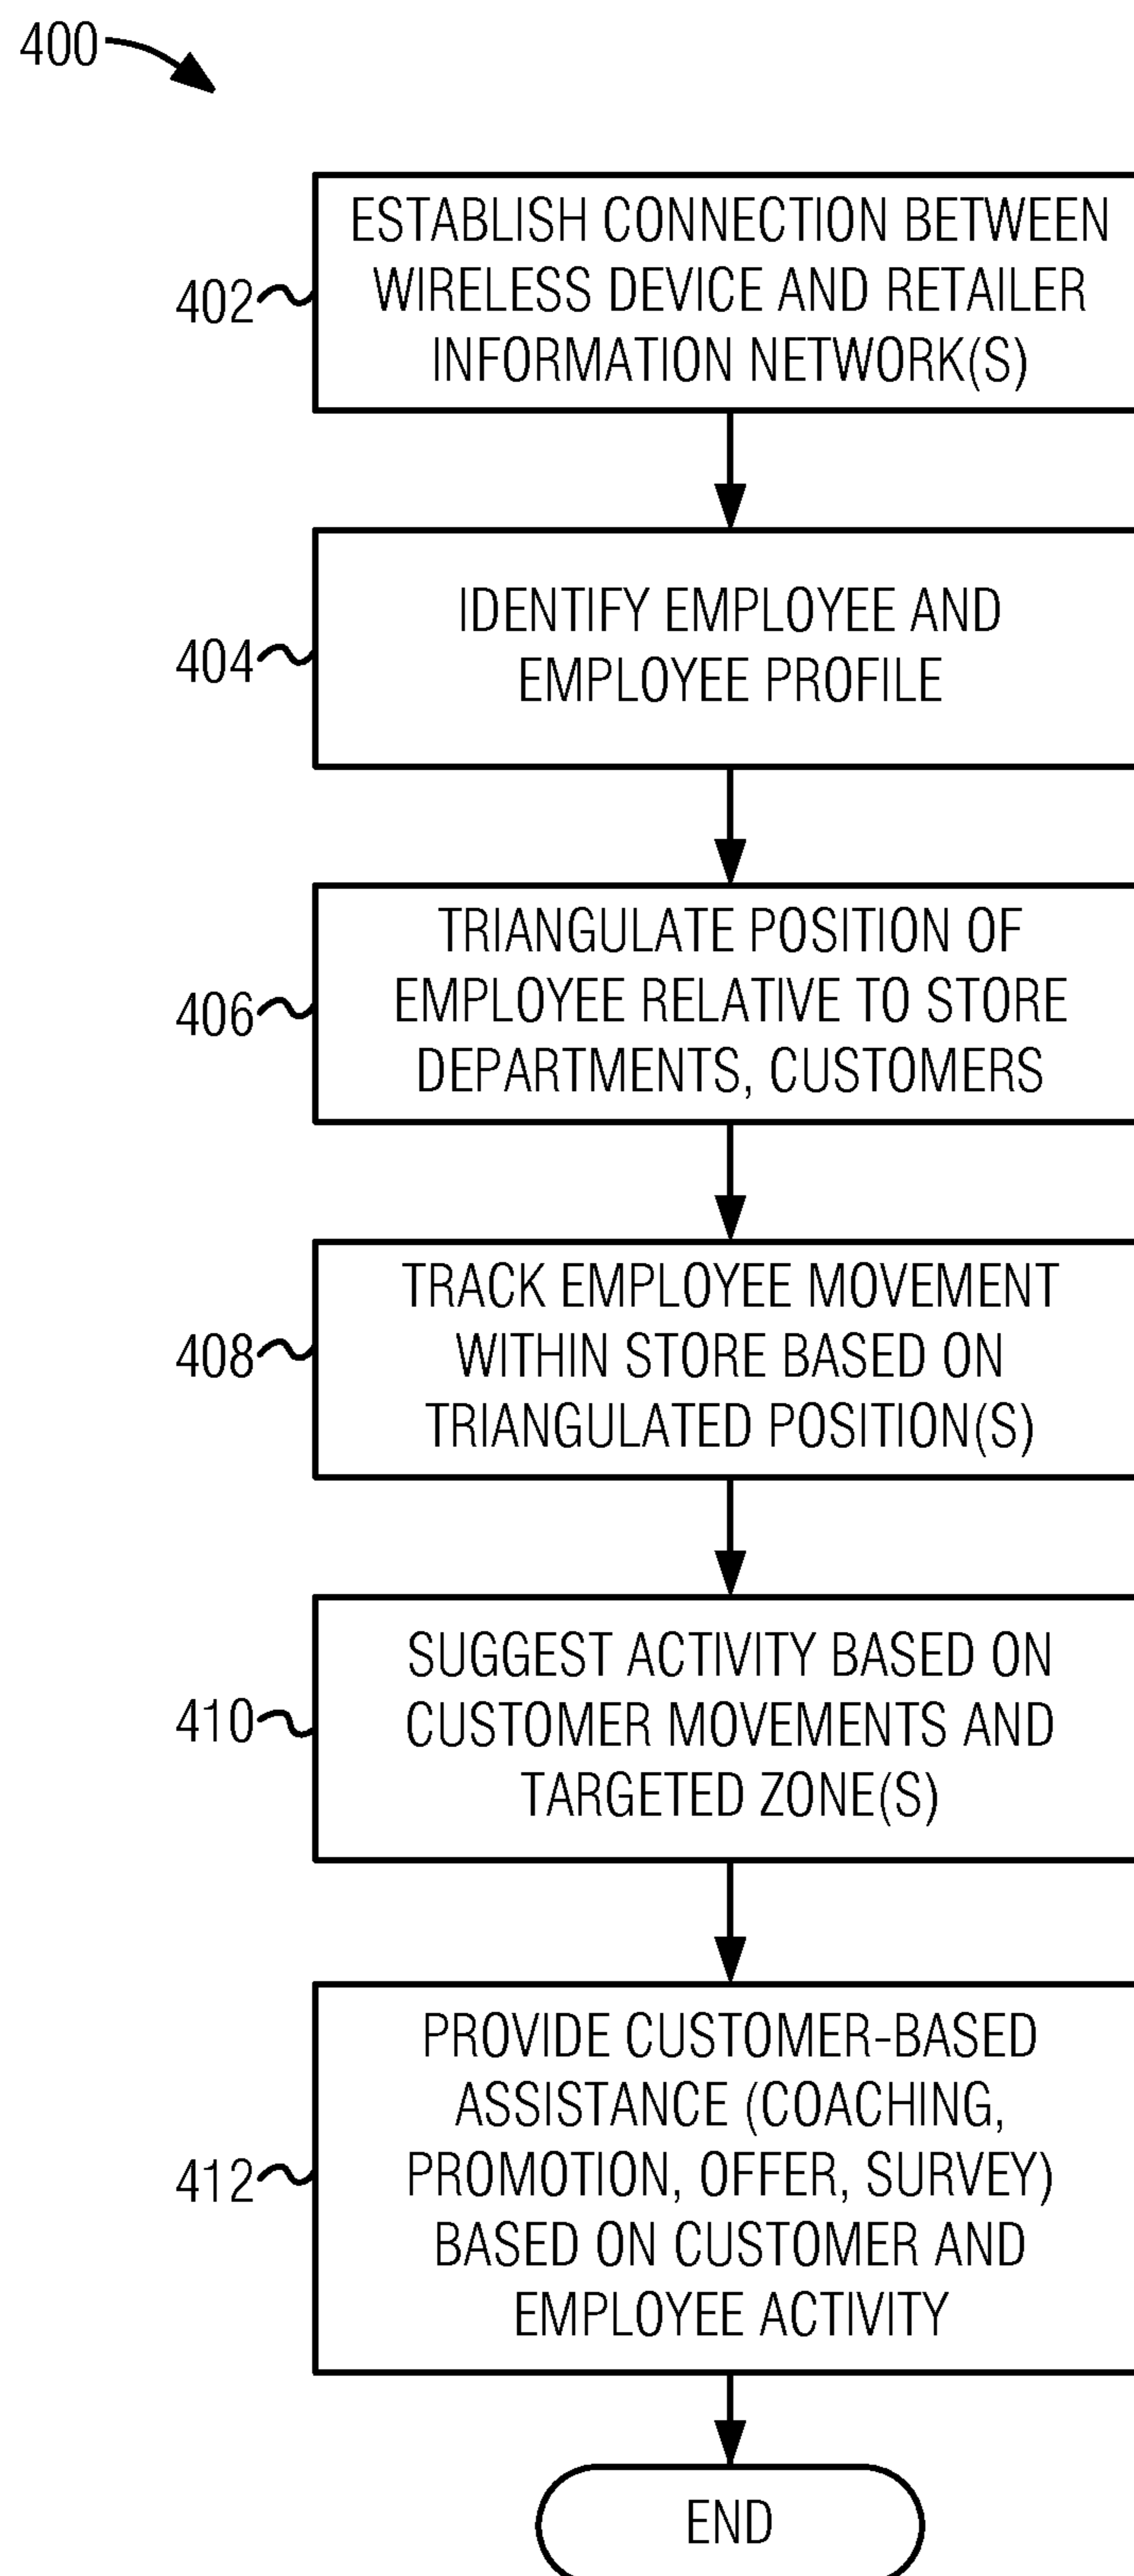 400
ESTABLISH CONNECTION BETWEEN
WIRELESS DEVICE AND RETAILER
INFORMATION NETWORK(S)
402
IDENTIFY EMPLOYEE AND
EMPLOYEE PROFILE
404
TRIANGULATE POSITION OF
EMPLOYEE RELATIVE TO STORE
DEPARTMENTS, CUSTOMERS
406
TRACK EMPLOYEE MOVEMENT
WITHIN STORE BASED ON
TRIANGULATED POSITION(S)
408
SUGGEST ACTIVITY BASED ON
CUSTOMER MOVEMENTS AND
TARGETED ZONE(S)
410
PROVIDE CUSTOMER-BASED
ASSISTANCE (COACHING,
PROMOTION, OFFER, SURVEY)
BASED ON CUSTOMER AND
EMPLOYEE ACTIVITY
412
END